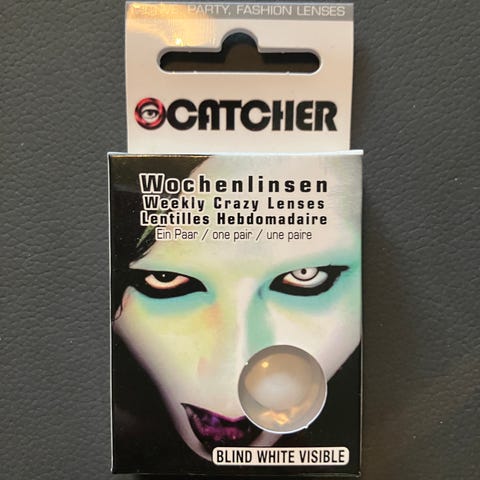 PARTY, FASHION LENSES
CATCHER
Wochenlinsen
Weekly Crazy Lenses
Lentilles Hebdomadaire
Ein Paar / one pair / une paire
BLIND WHITE VISIBLE